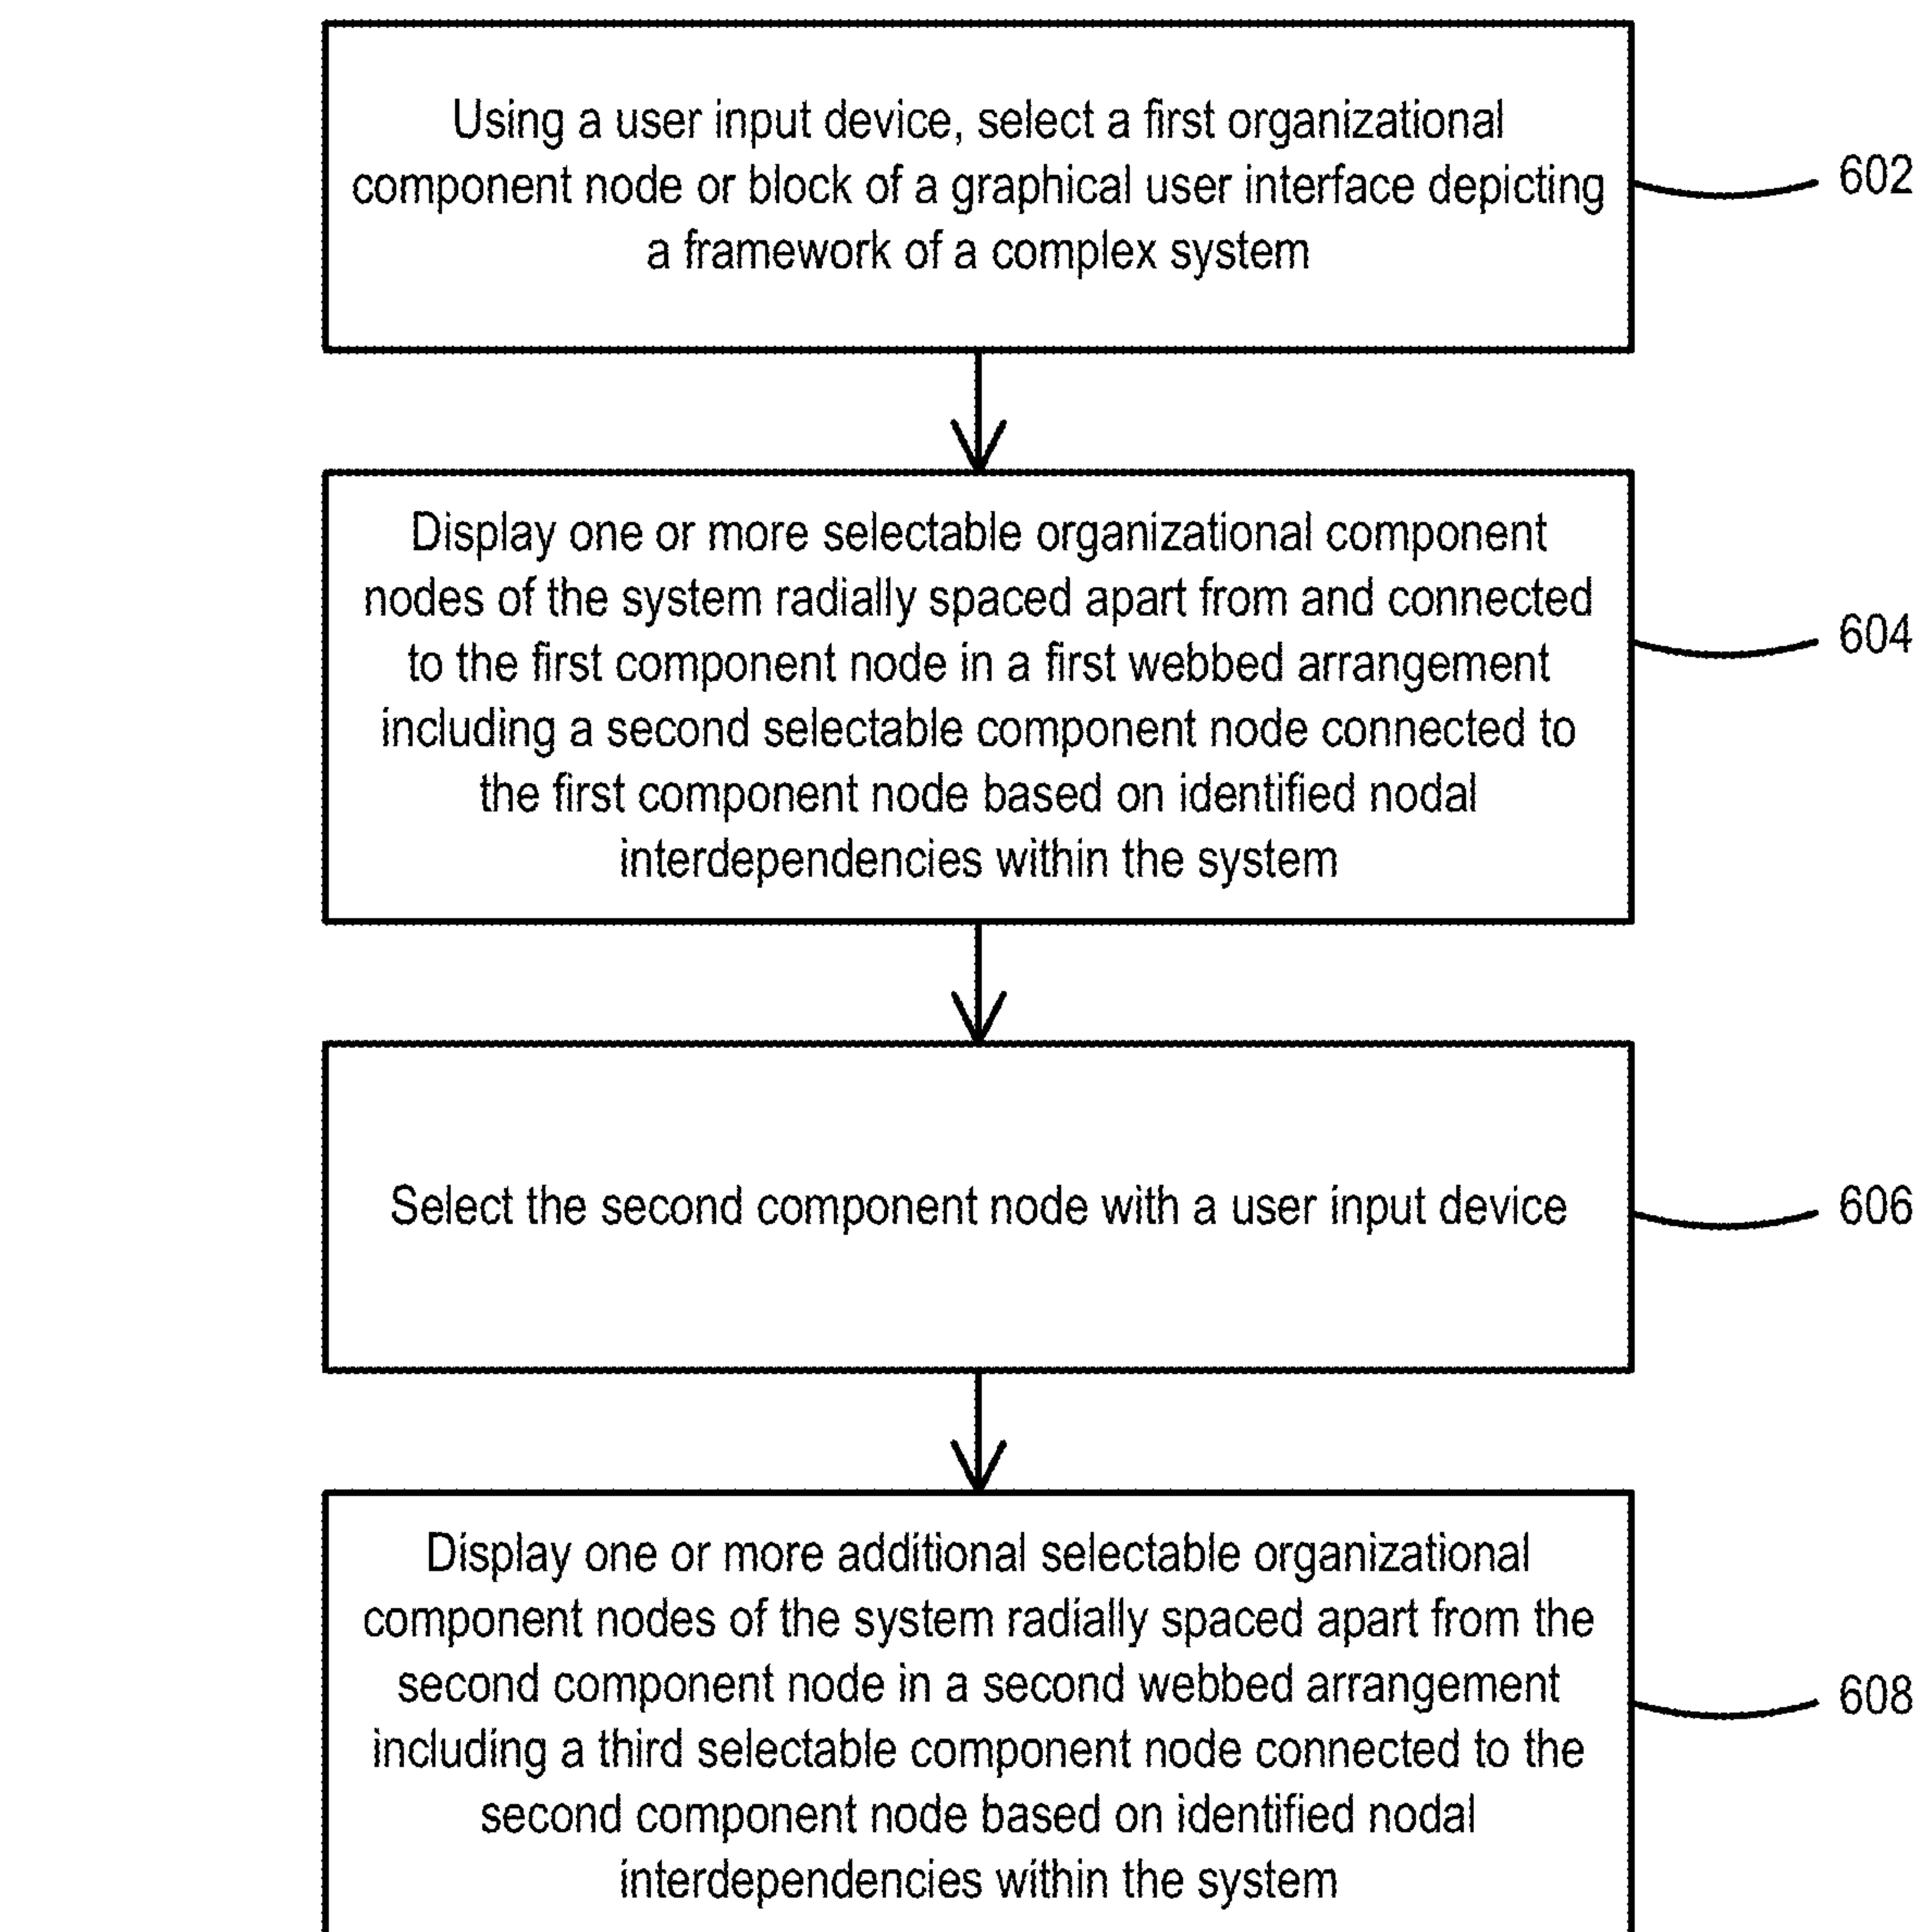 Using a user input device, select a first organizational
component node or block of a graphical user interface depicting
a framework of a complex system
602
Display one or more selectable organizational component
nodes of the system radially spaced apart from and connected
to the first component node in a first webbed arrangement
including a second selectable component node connected to
the first component node based on identified nodal
interdependencies within the system
604
Select the second component node with a user input device
606
Display one or more additional selectable organizational
component nodes of the system radially spaced apart from the
second component node in a second webbed arrangement
including a third selectable component node connected to the
second component node based on identified nodal
interdependencies within the system
608